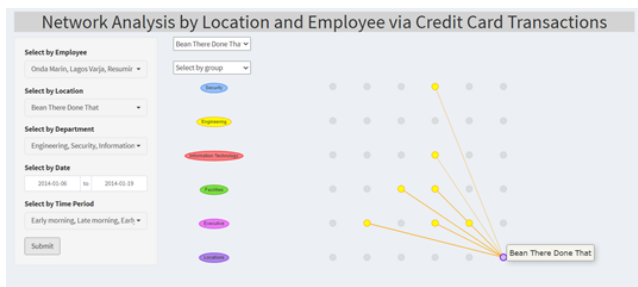 Network Analysis by Location and Employee via Credit Card Transactions
Select by Employee
Onda Marin, Lagos Varja, Resumir
Select by Location
Bean There Done That
Select by Department
Engineering, Security, Information
Select by Date
2014-01-06 to 2014-01-19
Select by Time Period
Early morning, Late morning, Early
Submit
Bean There Done Tha
Select by group
Security
Engineering
Information Technology
Facilities
Executive
Locations
Bean There Done That